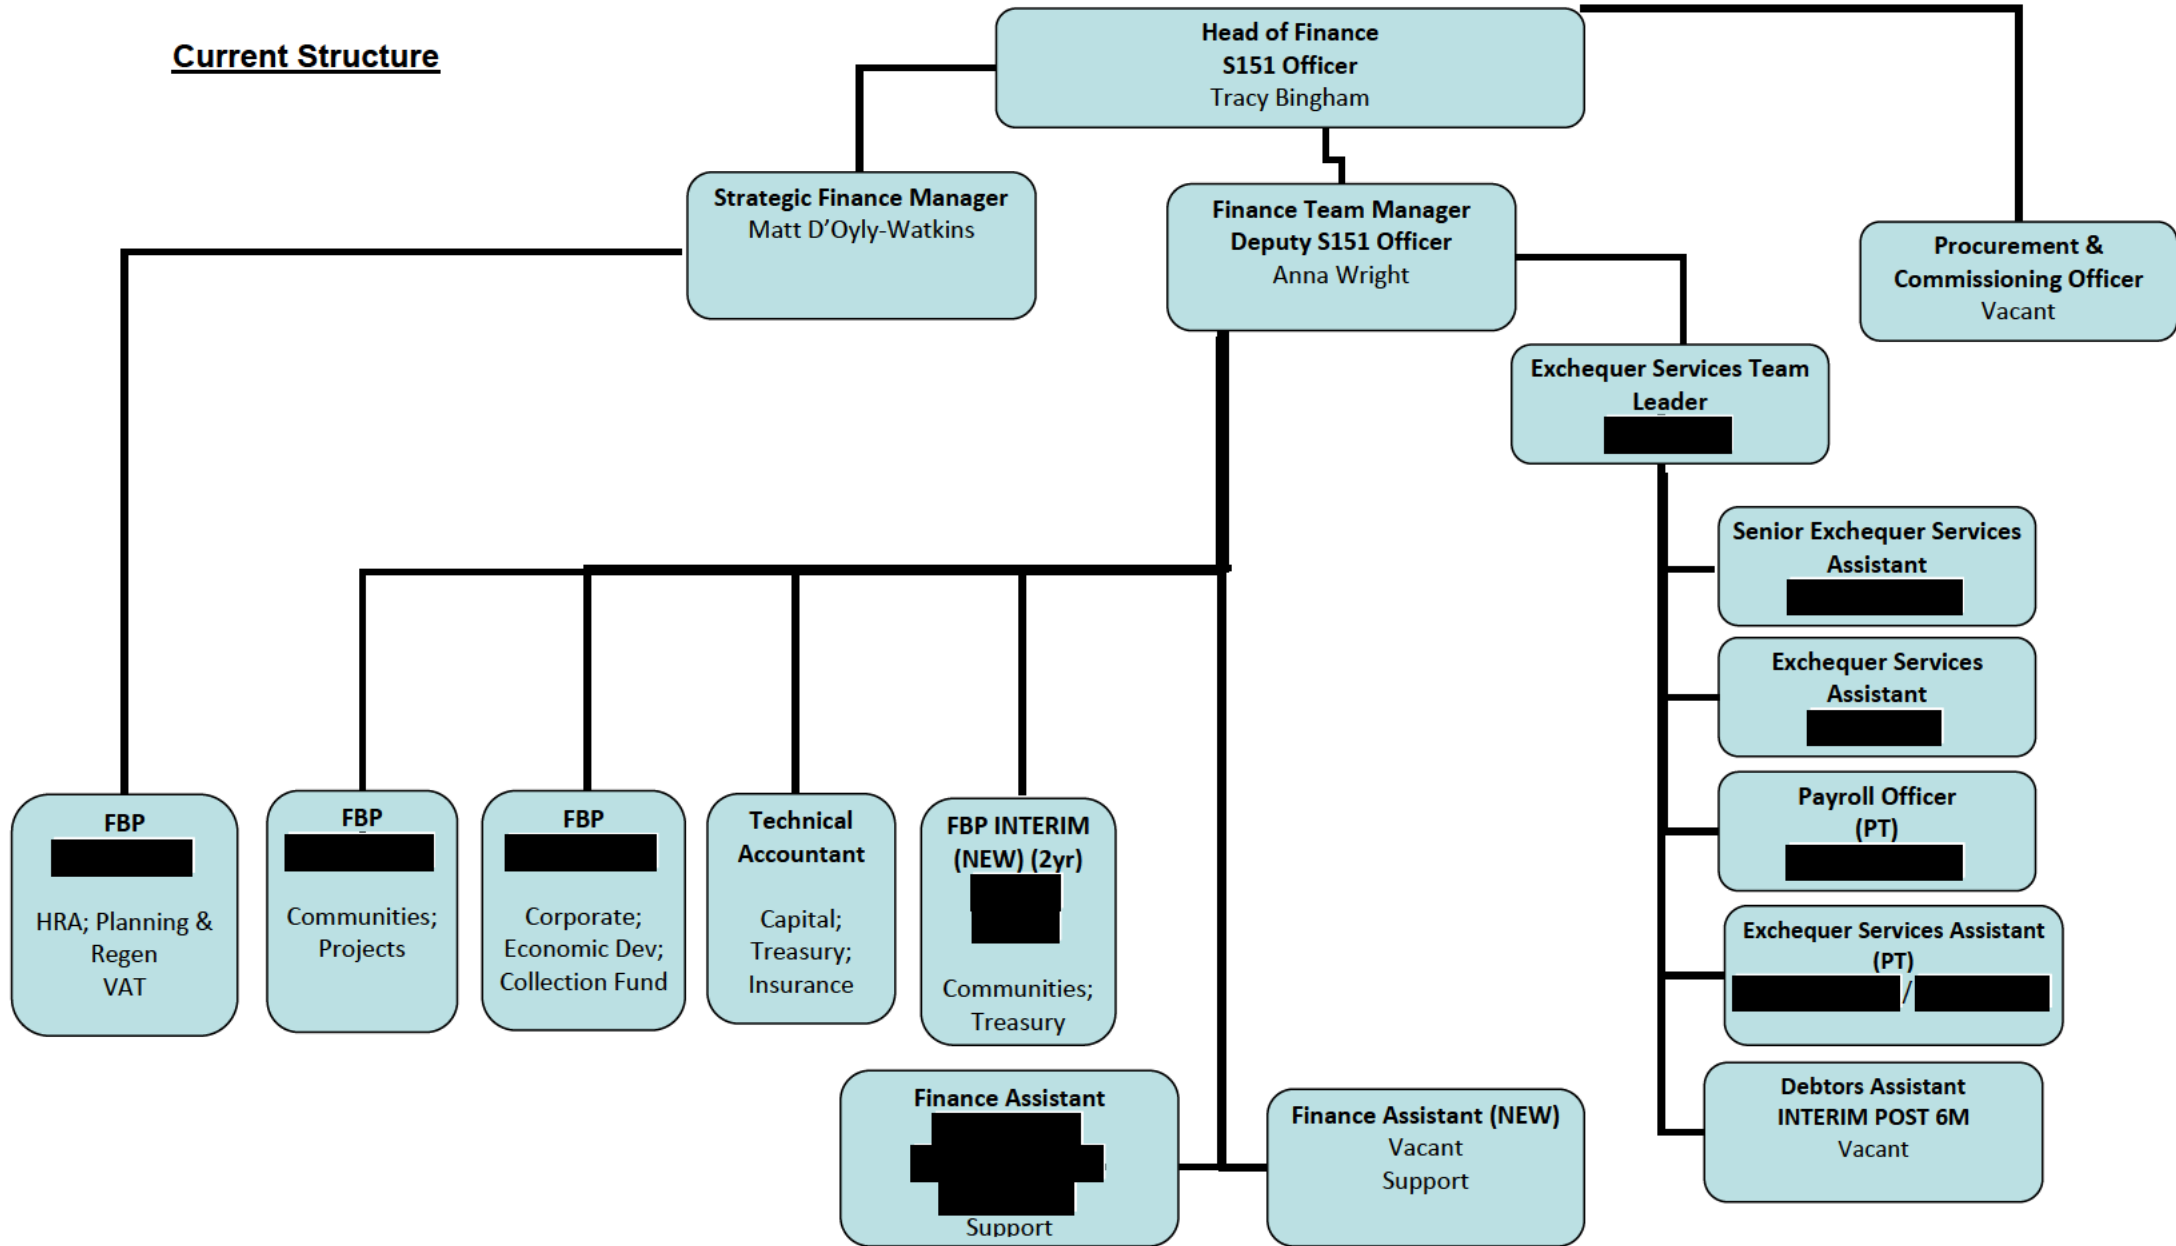 Current Structure
Head of Finance
S151 Officer
Tracy Bingham
Strategic Finance Manager
Matt D'Oyly-Watkins
Finance Team Manager
Deputy S151 Officer
Anna Wright
Procurement &
Commissioning Officer
Vacant
Exchequer Services Team
Leader
Senior Exchequer Services
Assistant
Exchequer Services
Assistant
Payroll Officer
(PT)
Exchequer Services Assistant
(PT)
/
Debtors Assistant
INTERIM POST 6M
Vacant
FBP
HRA; Planning &
Regen
VAT
FBP
Communities;
Projects
FBP
Corporate;
Economic Dev;
Collection Fund
Technical
Accountant
Capital;
Treasury;
Insurance
FBP INTERIM
(NEW) (2yr)
Communities;
Treasury
Finance Assistant
Support
Finance Assistant (NEW)
Vacant
Support